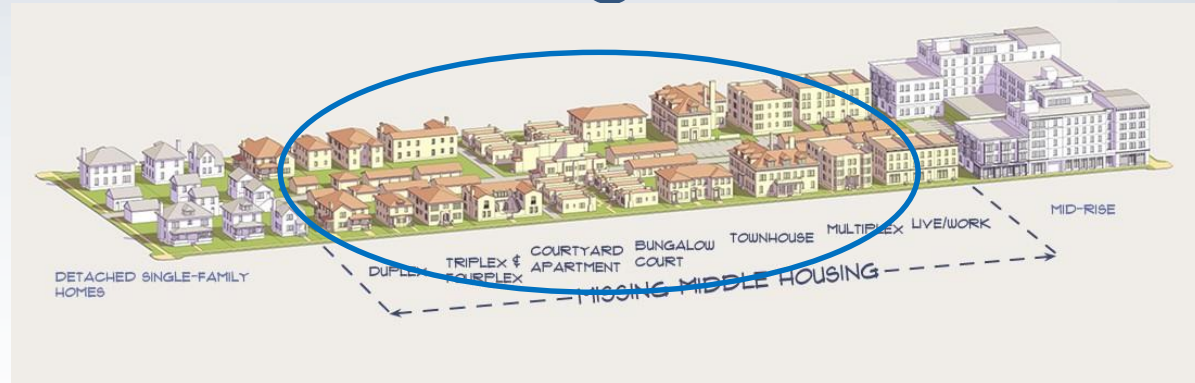 DETACHED SINGLE-FAMILY
HOMES
DUPLEX
TRIPLEX &
FOURPLEX
COURTYARD
APARTMENT
BUNGALOW
COURT
TOWNHOUSE
MULTIPLEX
LIVE/WORK
MID-RISE
MISSING MIDDLE HOUSING